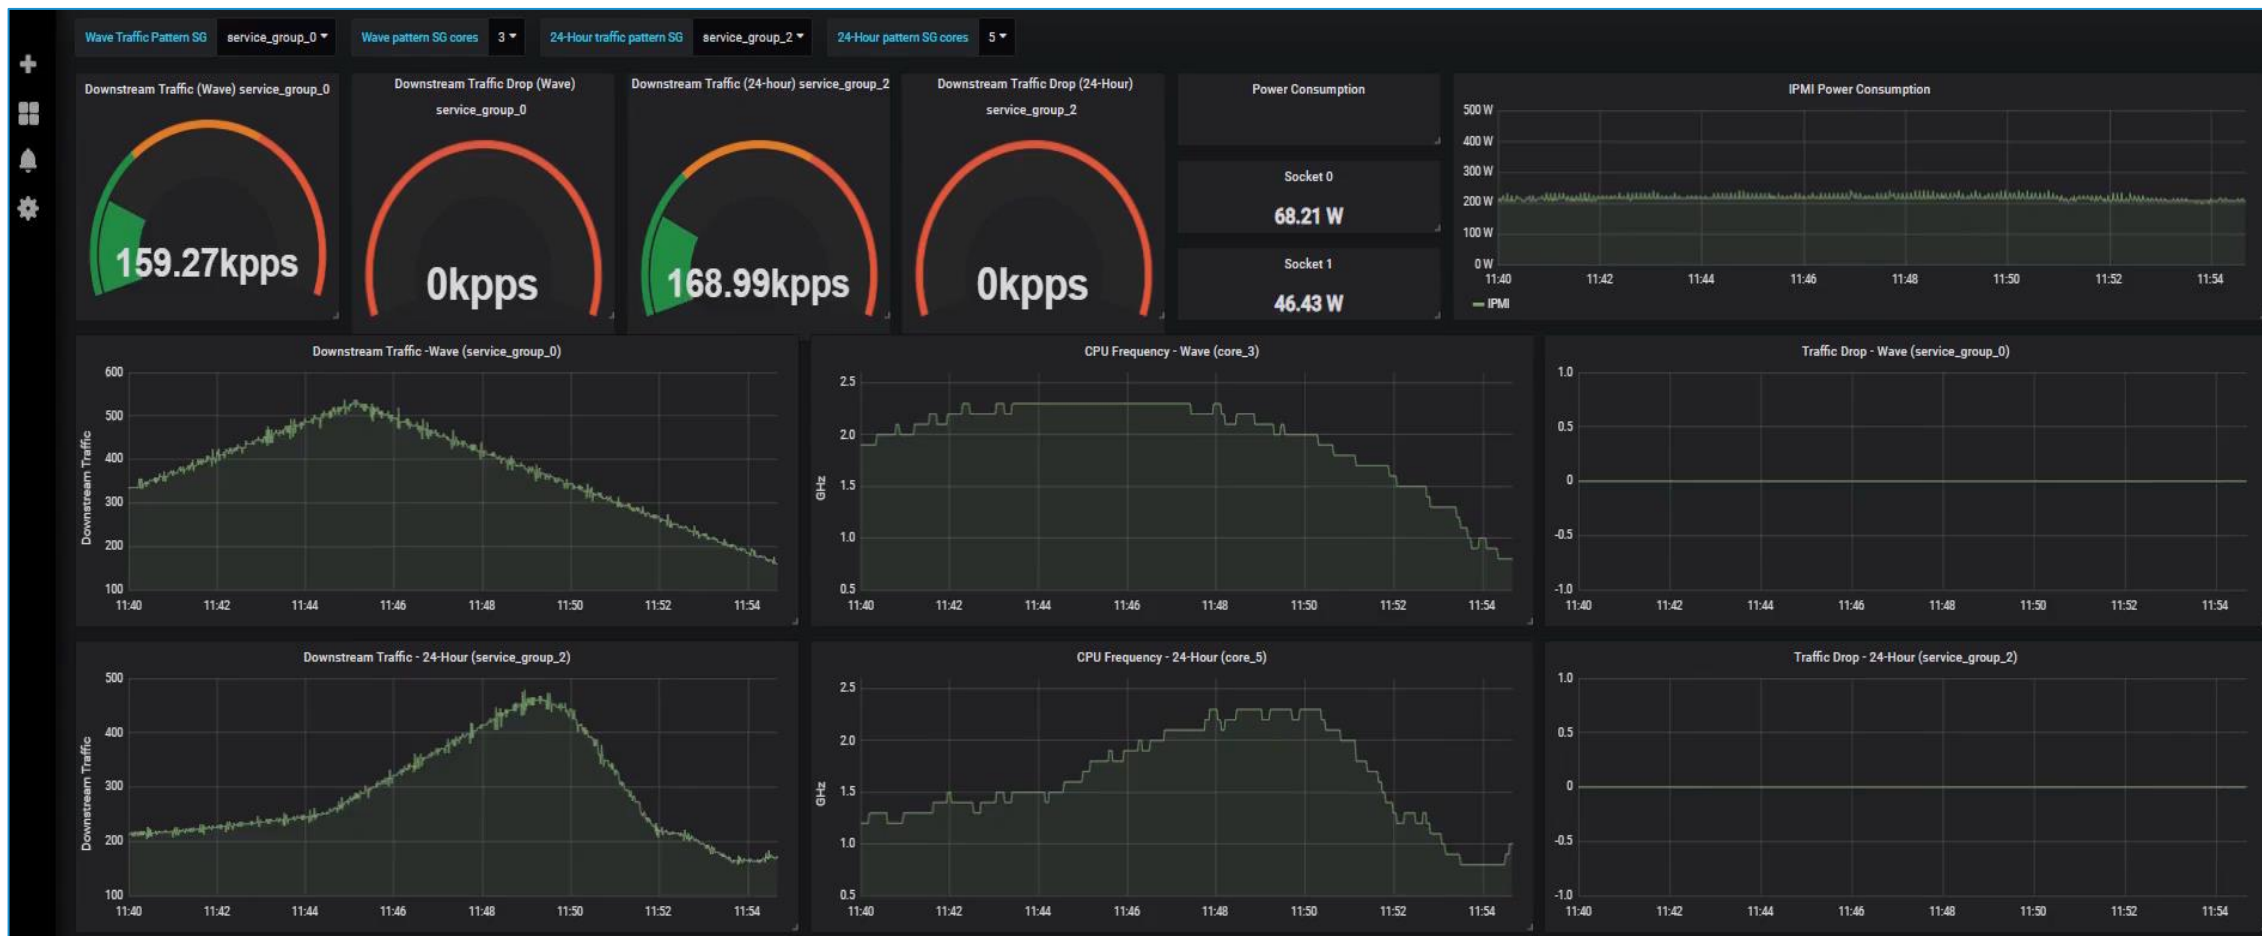 Wave Traffic Pattern SG service_group_0 Wave pattern SG cores 3 24-Hour traffic pattern SG service_group_2 24-Hour pattern SG cores 5
Downstream Traffic (Wave) service_group_0
159.27kpps
Downstream Traffic Drop (Wave)
service_group_0
0kpps
Downstream Traffic (24-hour) service_group_2
168.99kpps
Downstream Traffic Drop (24-Hour)
service_group_2
0kpps
Power Consumption
Socket 0
68.21 W
Socket 1
46.43 W
IPMI Power Consumption
500 W
400 W
300 W
200 W
100 W
0 W
11:40 11:42 11:44 11:46 11:48 11:50 11:52 11:54
IPMI
Downstream Traffic -Wave (service_group_0)
Downstream Traffic
600
500
400
300
200
100
11:40 11:42 11:44 11:46 11:48 11:50 11:52 11:54
CPU Frequency - Wave (core_3)
GHz
2.5
2.0
1.5
1.0
0.5
11:40 11:42 11:44 11:46 11:48 11:50 11:52 11:54
Traffic Drop - Wave (service_group_0)
1.0
0.5
0
-0.5
-1.0
11:40 11:42 11:44 11:46 11:48 11:50 11:52 11:54
Downstream Traffic - 24-Hour (service_group_2)
Downstream Traffic
500
400
300
200
100
11:40 11:42 11:44 11:46 11:48 11:50 11:52 11:54
CPU Frequency - 24-Hour (core_5)
GHz
2.5
2.0
1.5
1.0
0.5
11:40 11:42 11:44 11:46 11:48 11:50 11:52 11:54
Traffic Drop - 24-Hour (service_group_2)
1.0
0.5
0
-0.5
-1.0
11:40 11:42 11:44 11:46 11:48 11:50 11:52 11:54